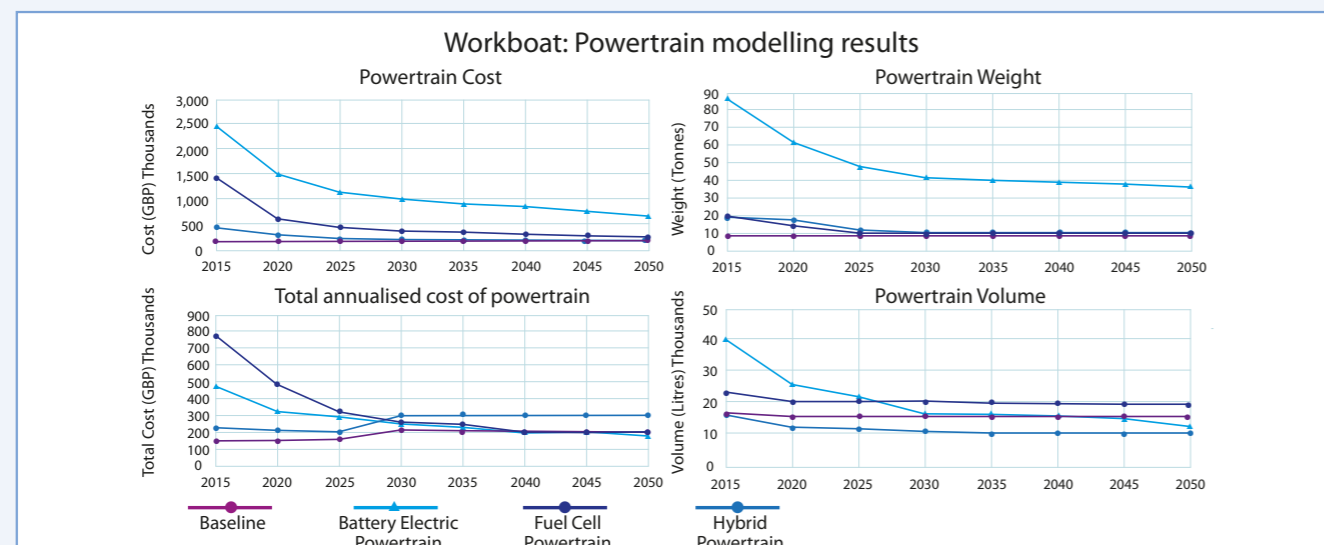 Workboat: Powertrain modelling results
Powertrain Cost
Cost (GBP) Thousands
3,000
2,500
2,000
1,500
1,000
500
0
2015 2020 2025 2030 2035 2040 2045 2050
Powertrain Weight
Weight (Tonnes)
90
80
70
60
50
40
30
20
10
0
2015 2020 2025 2030 2035 2040 2045 2050
Total annualised cost of powertrain
Total Cost (GBP) Thousands
900
800
700
600
500
400
300
200
100
0
2015 2020 2025 2030 2035 2040 2045 2050
Powertrain Volume
Volume (Litres) Thousands
50
40
30
20
10
0
2015 2020 2025 2030 2035 2040 2045 2050
Baseline
Battery Electric
Powertrain
Fuel Cell
Powertrain
Hybrid
Powertrain